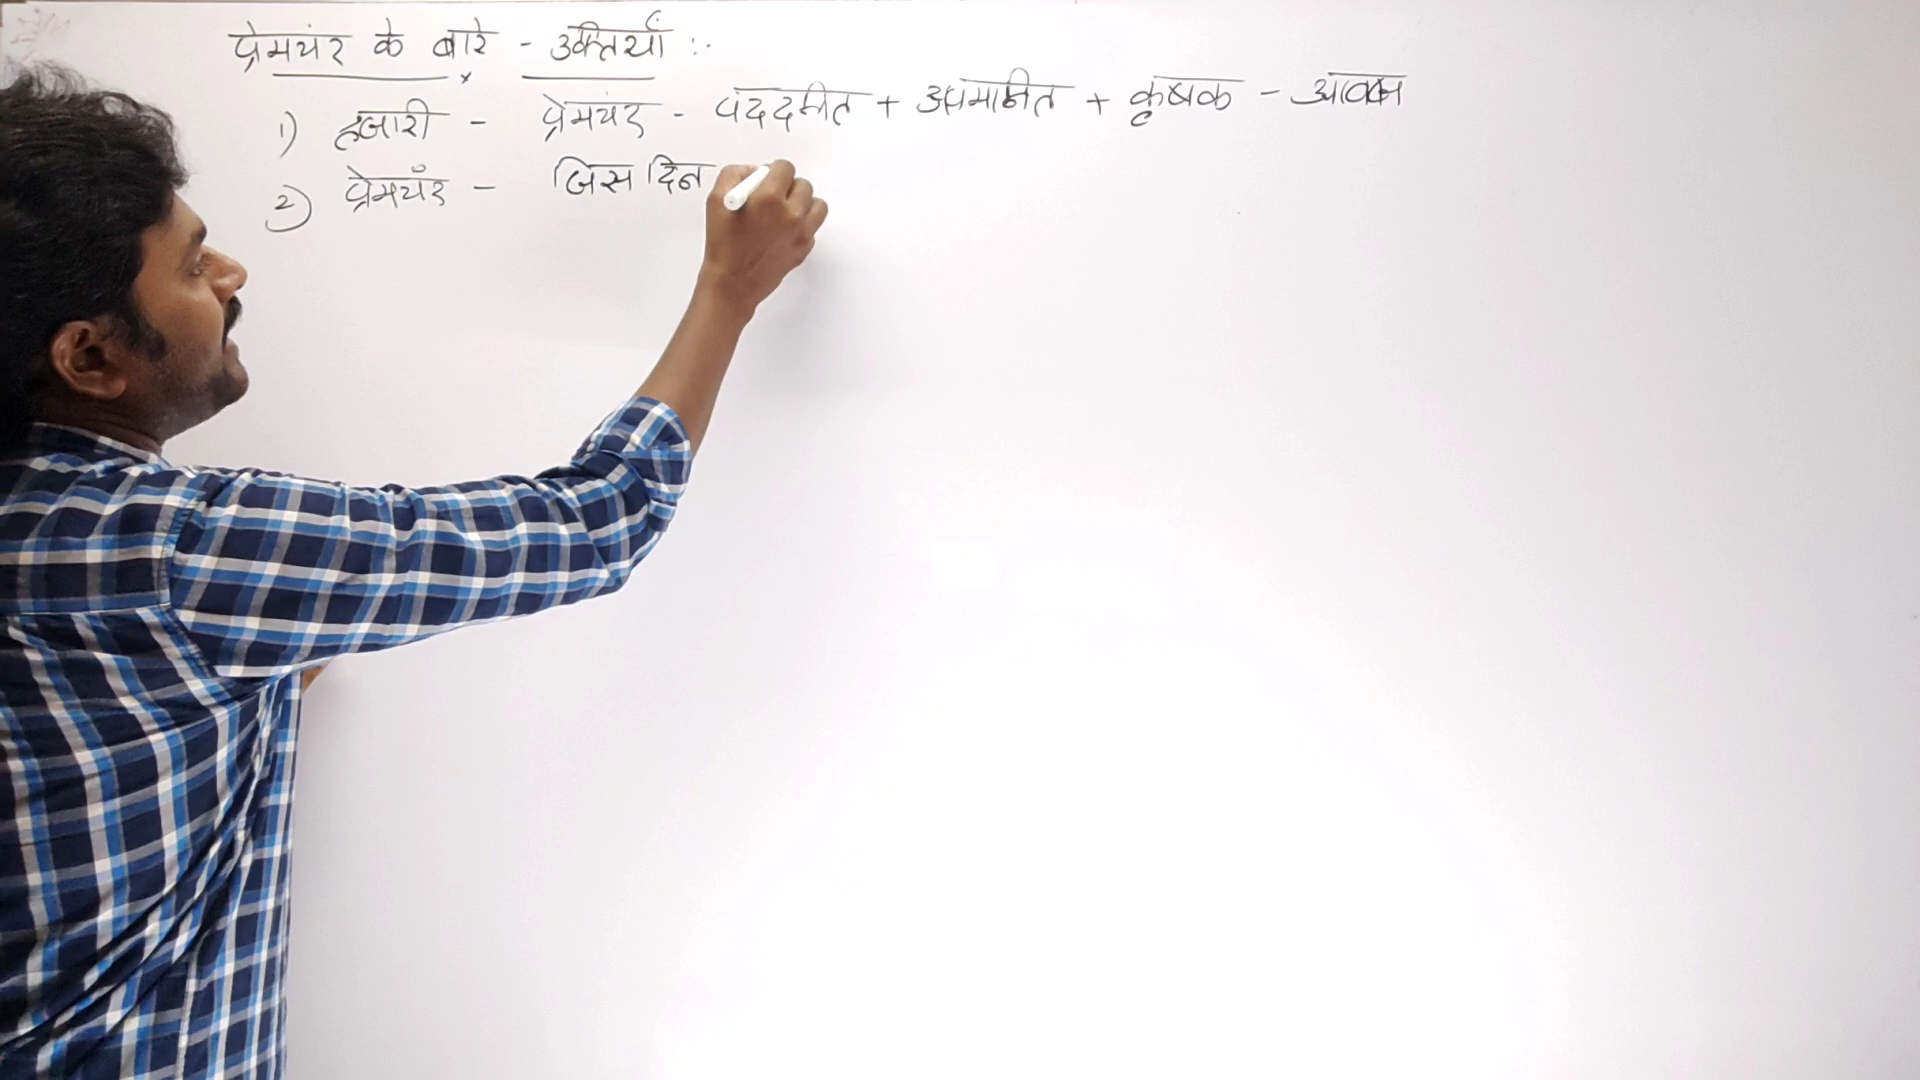 प्रेमचंद के बारे - उक्तियाँ :-
1) हजारी - प्रेमचंद - पददलीत + अपमानित + कृषक - आवाज
2) प्रेमचंद - जिस दिन